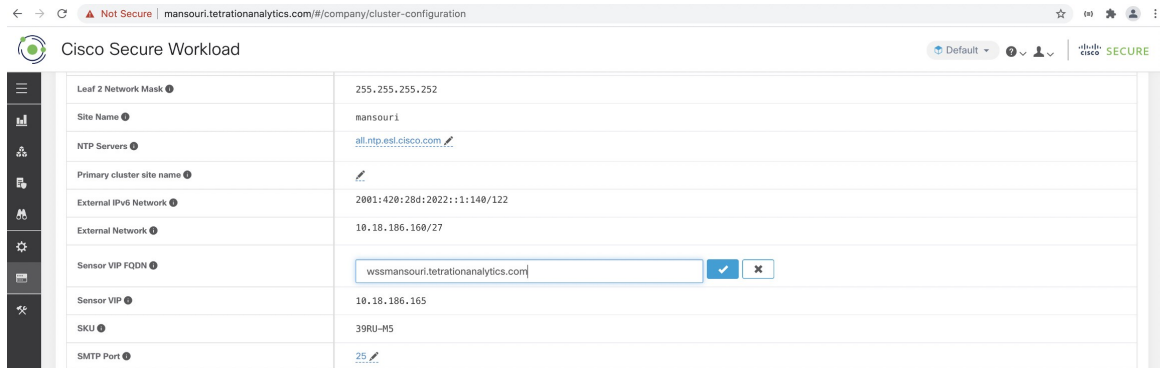 Not Secure | mansouri.tetrationanalytics.com/#/company/cluster-configuration
Cisco Secure Workload
Default
CISCO SECURE
Leaf 2 Network Mask 255.255.255.252
Site Name mansouri
NTP Servers all.ntp.esl.cisco.com
Primary cluster site name
External IPv6 Network 2001:420:28d:2022::1:140/122
External Network 10.18.186.160/27
Sensor VIP FQDN wssmansouri.tetrationanalytics.com
Sensor VIP 10.18.186.165
SKU 39RU-M5
SMTP Port 25